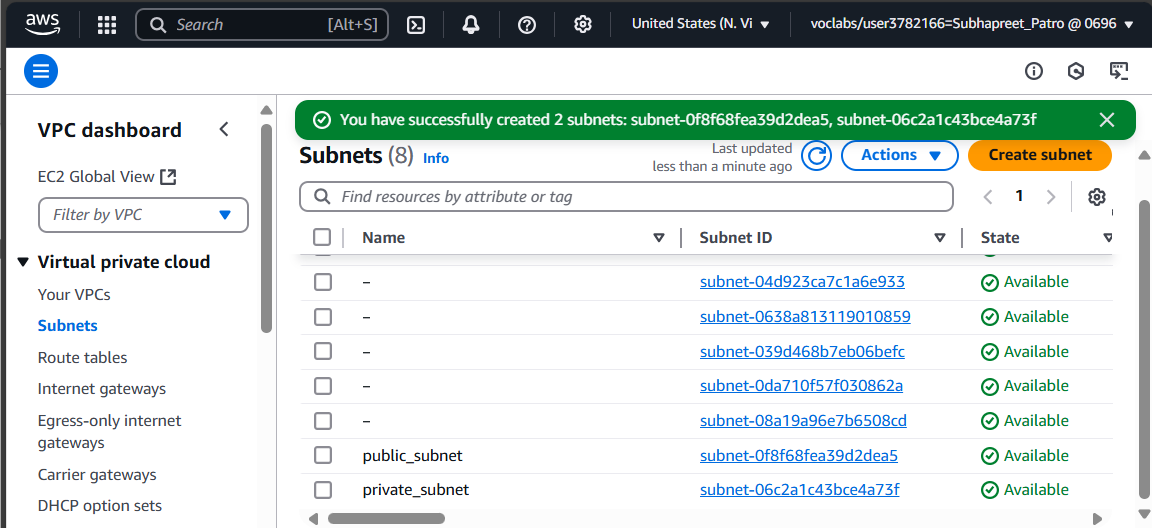 aws
Search [Alt+S]
United States (N. Vi
voclabs/user3782166=Subhapreet_Patro @ 0696
VPC dashboard
EC2 Global View
Filter by VPC
Virtual private cloud
Your VPCs
Subnets
Route tables
Internet gateways
Egress-only internet
gateways
Carrier gateways
DHCP option sets
You have successfully created 2 subnets: subnet-0f8f68fea39d2dea5, subnet-06c2a1c43bce4a73f
Subnets (8) Info
Last updated
less than a minute ago
Actions
Create subnet
Find resources by attribute or tag
1
Name Subnet ID State
– subnet-04d923ca7c1a6e933 Available
– subnet-0638a813119010859 Available
– subnet-039d468b7eb06befc Available
– subnet-0da710f57f030862a Available
– subnet-08a19a96e7b6508cd Available
public_subnet subnet-0f8f68fea39d2dea5 Available
private_subnet subnet-06c2a1c43bce4a73f Available